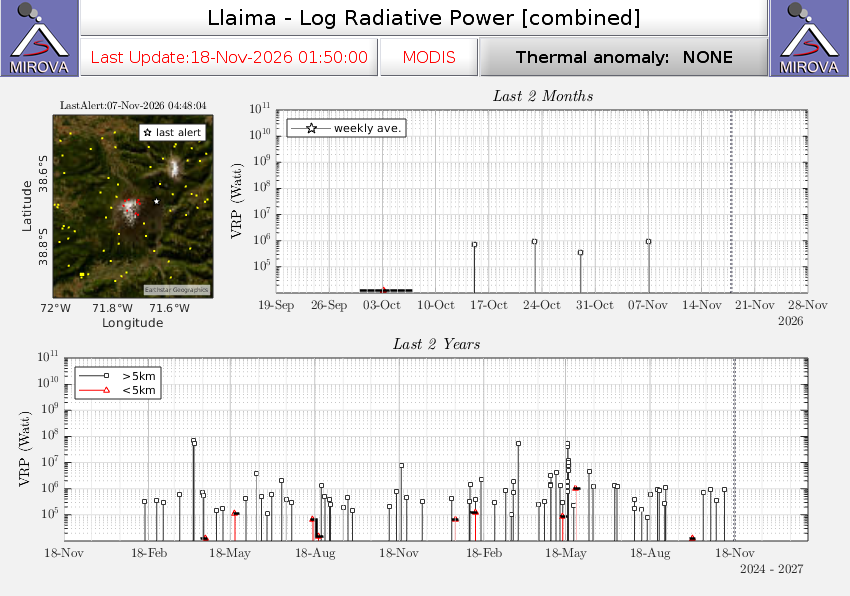 Llaima - Log Radiative Power [combined]
MIROVA
Last Update:18-Nov-2026 01:50:00
MODIS
Thermal anomaly: NONE
MIROVA
LastAlert:07-Nov-2026 04:48:04
last alert
Latitude
38.6°S
38.8°S
Earthstar Geographics
72°W
71.8°W
71.6°W
Longitude
Last 2 Months
weekly ave.
VRP (Watt)
10^11
10^10
10^9
10^8
10^7
10^6
10^5
19-Sep
26-Sep
03-Oct
10-Oct
17-Oct
24-Oct
31-Oct
07-Nov
14-Nov
21-Nov
28-Nov
2026
Last 2 Years
>5km
<5km
VRP (Watt)
10^11
10^10
10^9
10^8
10^7
10^6
10^5
18-Nov
18-Feb
18-May
18-Aug
18-Nov
18-Feb
18-May
18-Aug
18-Nov
2024 - 2027